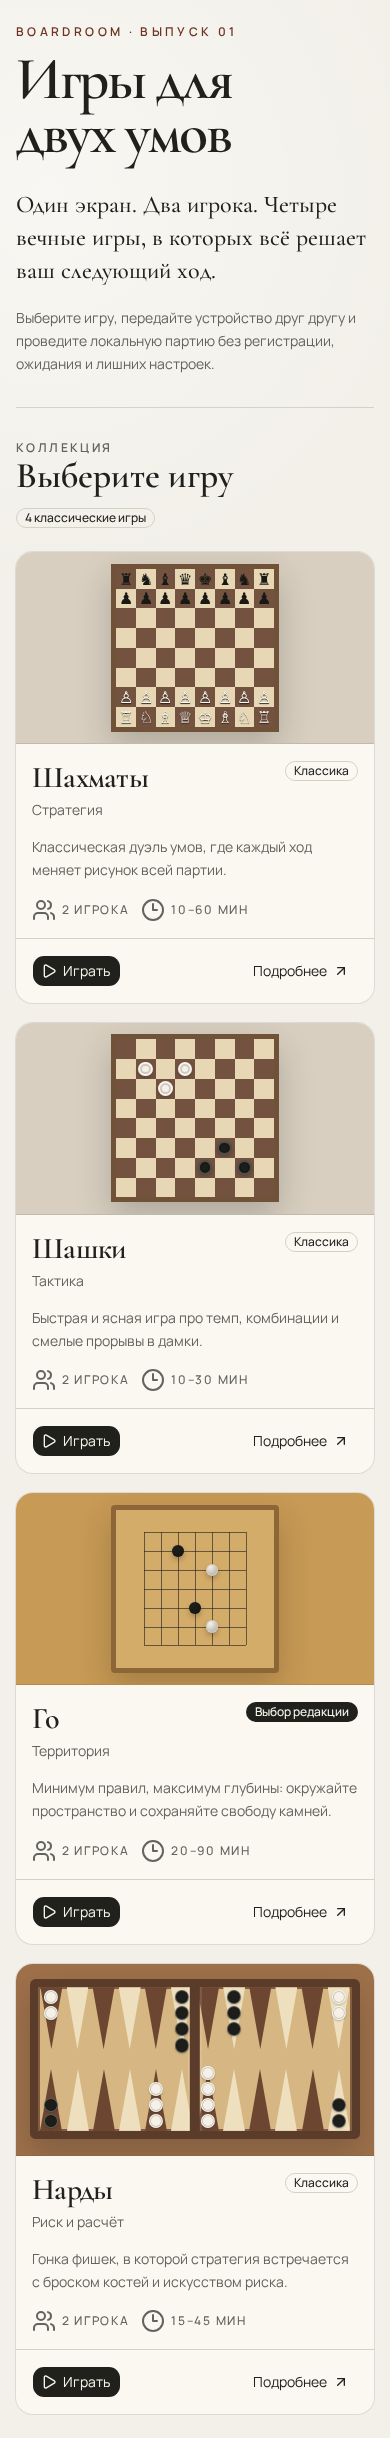 BOARDROOM · ВЫПУСК 01
Игры для
двух умов
Один экран. Два игрока. Четыре
вечные игры, в которых всё решает
ваш следующий ход.
Выберите игру, передайте устройство друг другу и
проведите локальную партию без регистрации,
ожидания и лишних настроек.
КОЛЛЕКЦИЯ
Выберите игру
4 классические игры
Шахматы
Классика
Стратегия
Классическая дуэль умов, где каждый ход
меняет рисунок всей партии.
2 ИГРОКА 10–60 МИН
Играть
Подробнее
Шашки
Классика
Тактика
Быстрая и ясная игра про темп, комбинации и
смелые прорывы в дамки.
2 ИГРОКА 10–30 МИН
Играть
Подробнее
Го
Выбор редакции
Территория
Минимум правил, максимум глубины: окружайте
пространство и сохраняйте свободу камней.
2 ИГРОКА 20–90 МИН
Играть
Подробнее
Нарды
Классика
Риск и расчёт
Гонка фишек, в которой стратегия встречается
с броском костей и искусством риска.
2 ИГРОКА 15–45 МИН
Играть
Подробнее